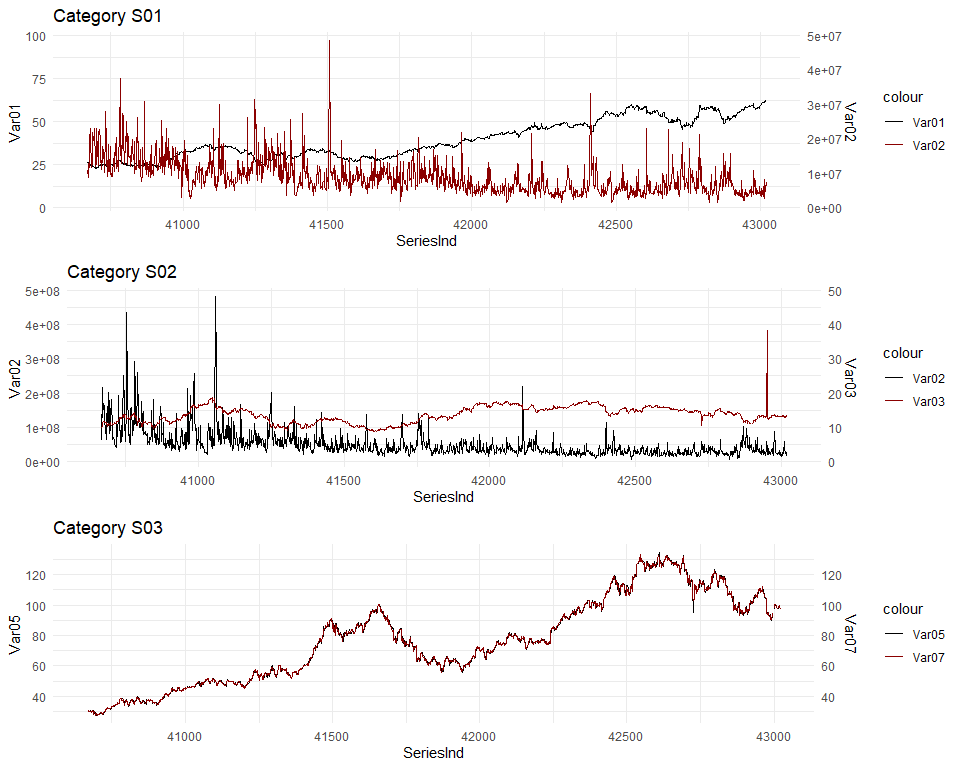 Category S01
100
75
50
25
0
Var01
5e+07
4e+07
3e+07
2e+07
1e+07
0e+00
Var02
41000
41500
42000
42500
43000
SeriesInd
colour
Var01
Var02
Category S02
5e+08
4e+08
3e+08
2e+08
1e+08
0e+00
Var02
50
40
30
20
10
0
Var03
41000
41500
42000
42500
43000
SeriesInd
colour
Var02
Var03
Category S03
120
100
80
60
40
Var05
120
100
80
60
40
Var07
41000
41500
42000
42500
43000
SeriesInd
colour
Var05
Var07